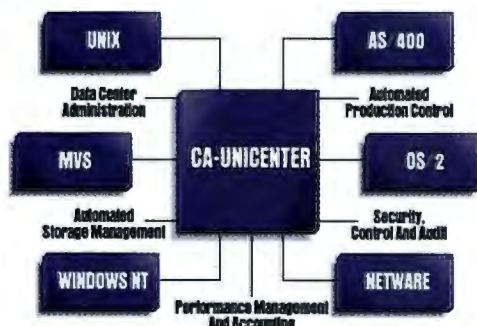 UNIX
AS/400
Data Center
Administration
Automated
Production Control
MVS
CA-UNICENTER
OS/2
Automated
Storage Management
Security,
Control And Audit
WINDOWS NT
NETWARE
Performance Management
And Accounting